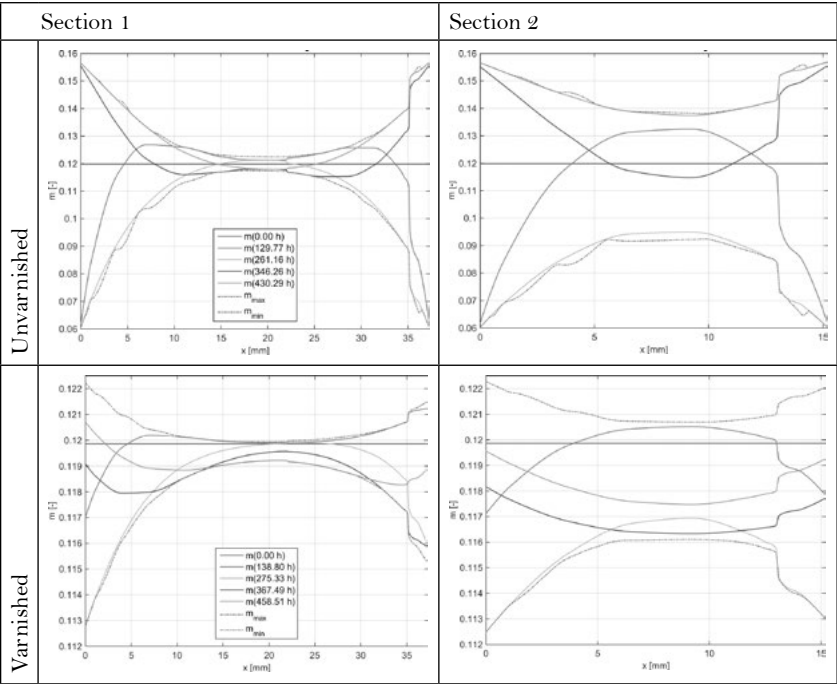 Section 1
Section 2
Unvarnished
0.16
0.15
0.14
0.13
0.12
0.11
0.1
0.09
0.08
0.07
0.06
m [-]
m(0.00 h)
m(129.77 h)
m(261.16 h)
m(346.26 h)
m(430.29 h)
m max
m min
0 5 10 15 20 25 30 35
x [mm]
0.16
0.15
0.14
0.13
0.12
0.11
0.1
0.09
0.08
0.07
0.06
m [-]
0 5 10 15
x [mm]
Varnished
0.122
0.121
0.12
0.119
0.118
0.117
0.116
0.115
0.114
0.113
0.112
m [-]
m(0.00 h)
m(138.80 h)
m(275.33 h)
m(367.49 h)
m(458.51 h)
m max
m min
0 5 10 15 20 25 30 35
x [mm]
0.122
0.121
0.12
0.119
0.118
0.117
0.116
0.115
0.114
0.113
0.112
m [-]
0 5 10 15
x [mm]